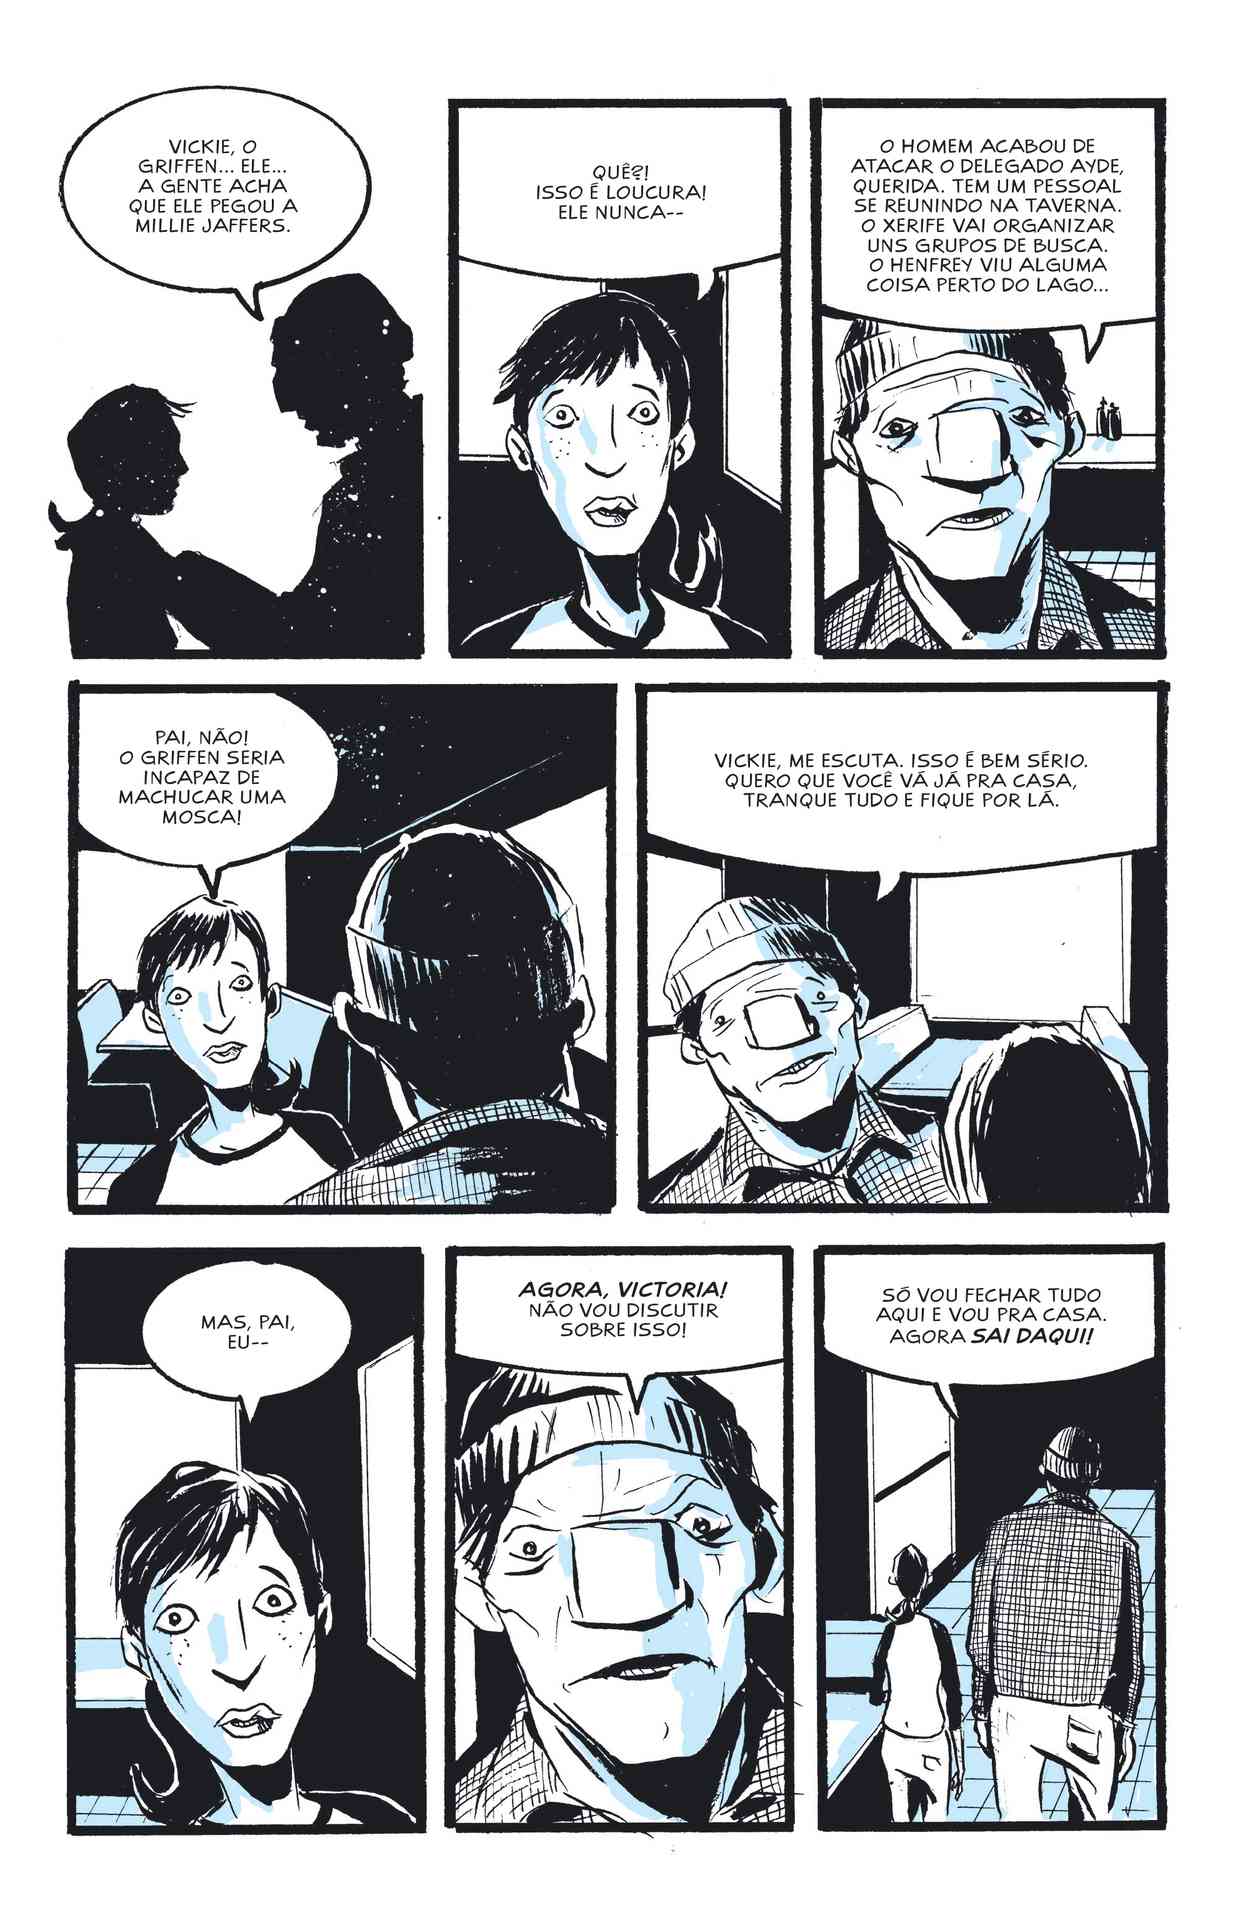 VICKIE, O
GRIFFEN... ELE...
A GENTE ACHA
QUE ELE PEGOU A
MILLIE JAFFERS.
QUÊ?!
ISSO É LOUCURA!
ELE NUNCA--
O HOMEM ACABOU DE
ATACAR O DELEGADO AYDE,
QUERIDA. TEM UM PESSOAL
SE REUNINDO NA TAVERNA.
O XERIFE VAI ORGANIZAR
UNS GRUPOS DE BUSCA.
O HENFREY VIU ALGUMA
COISA PERTO DO LAGO...
PAI, NÃO!
O GRIFFEN SERIA
INCAPAZ DE
MACHUCAR UMA
MOSCA!
VICKIE, ME ESCUTA. ISSO É BEM SÉRIO.
QUERO QUE VOCÊ VÁ JÁ PRA CASA,
TRANQUE TUDO E FIQUE POR LÁ.
MAS, PAI,
EU--
AGORA, VICTORIA!
NÃO VOU DISCUTIR
SOBRE ISSO!
SÓ VOU FECHAR TUDO
AQUI E VOU PRA CASA.
AGORA SAI DAQUI!